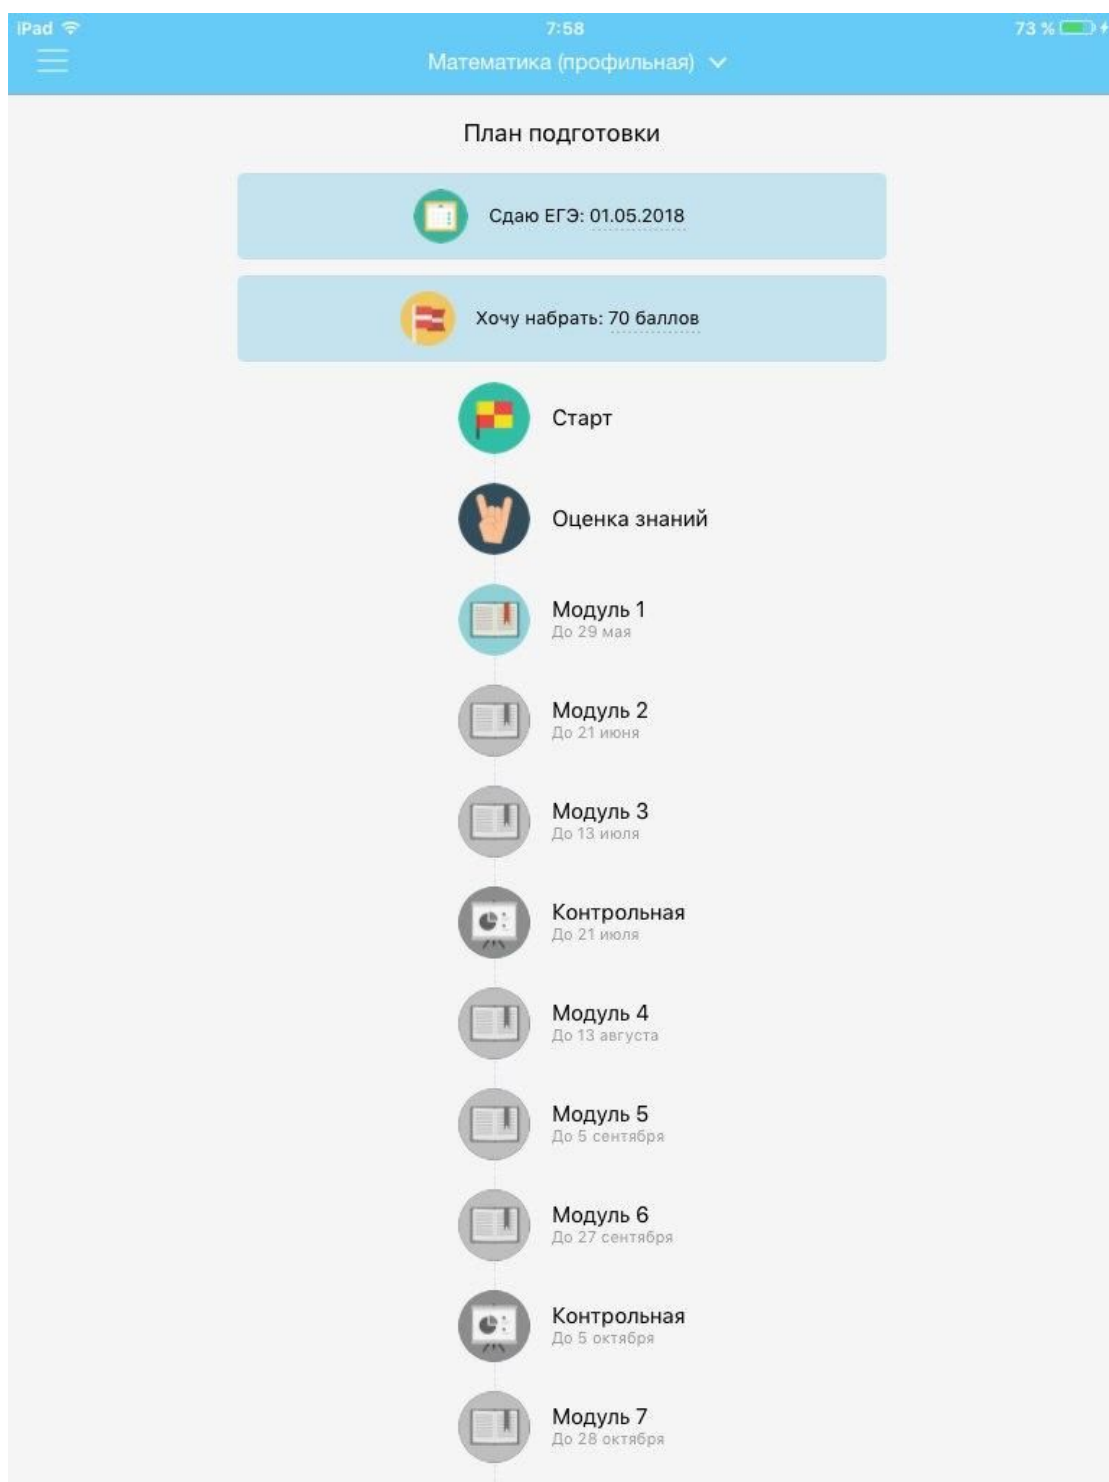 iPad 7:58 73 %
Математика (профильная)
План подготовки
Сдаю ЕГЭ: 01.05.2018
Хочу набрать: 70 баллов
Старт
Оценка знаний
Модуль 1
До 29 мая
Модуль 2
До 21 июня
Модуль 3
До 13 июля
Контрольная
До 21 июля
Модуль 4
До 13 августа
Модуль 5
До 5 сентября
Модуль 6
До 27 сентября
Контрольная
До 5 октября
Модуль 7
До 28 октября